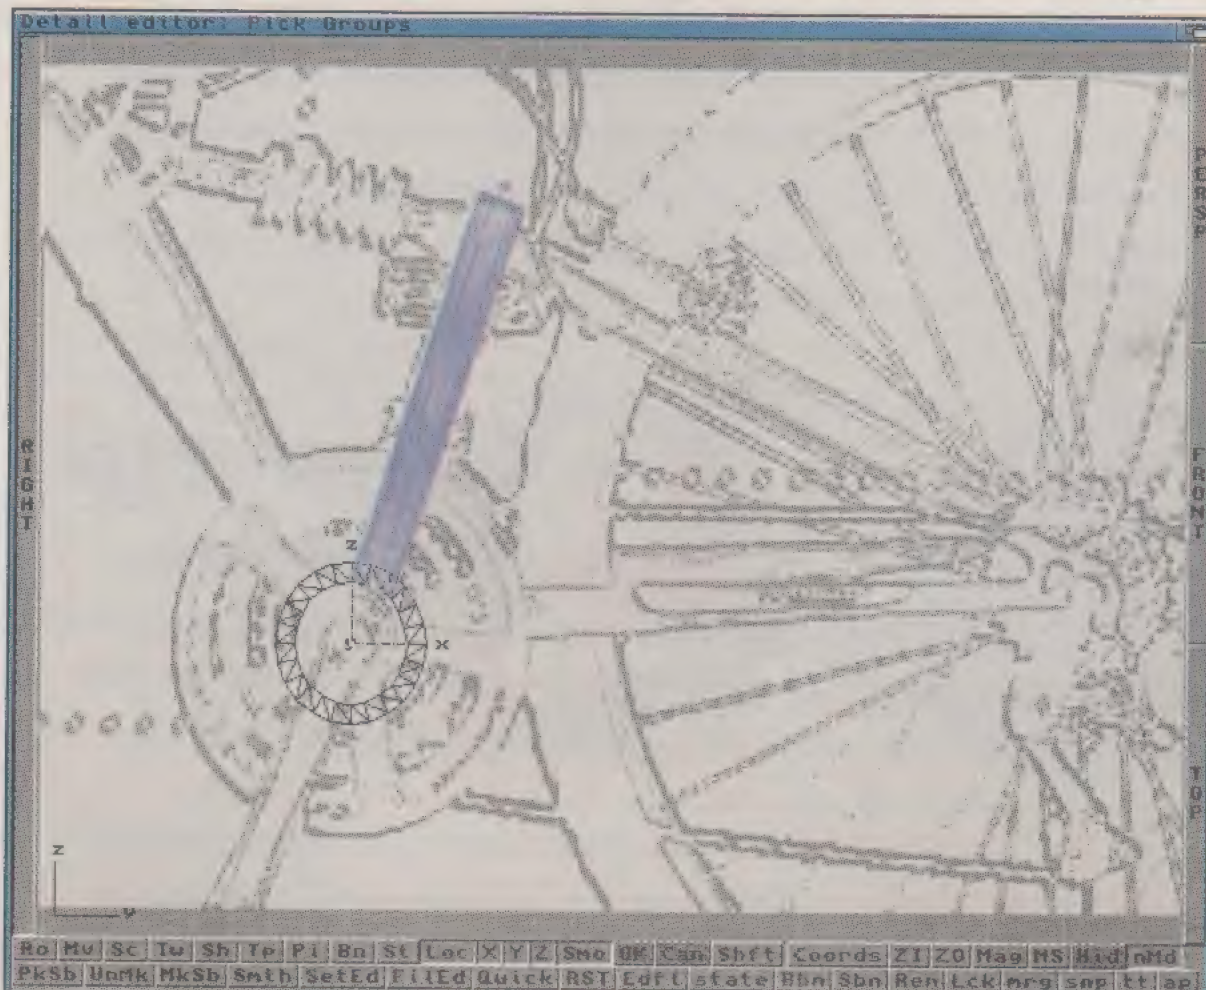 Detail editor: Pick Groups
PERSP
RIGHT
FRONT
Z
X
TOP
Z
Ro Mv Sc Tw Sh Tp Pi Bn St Loc X Y Z Smo OK Can Shft Coords ZI ZO Mag MS Hid nMd
PkSb UnMk MkSb Smth SetEd FilEd Quick RST Edfl state Bbn Sbn Ren Lck mrg snp tt ap